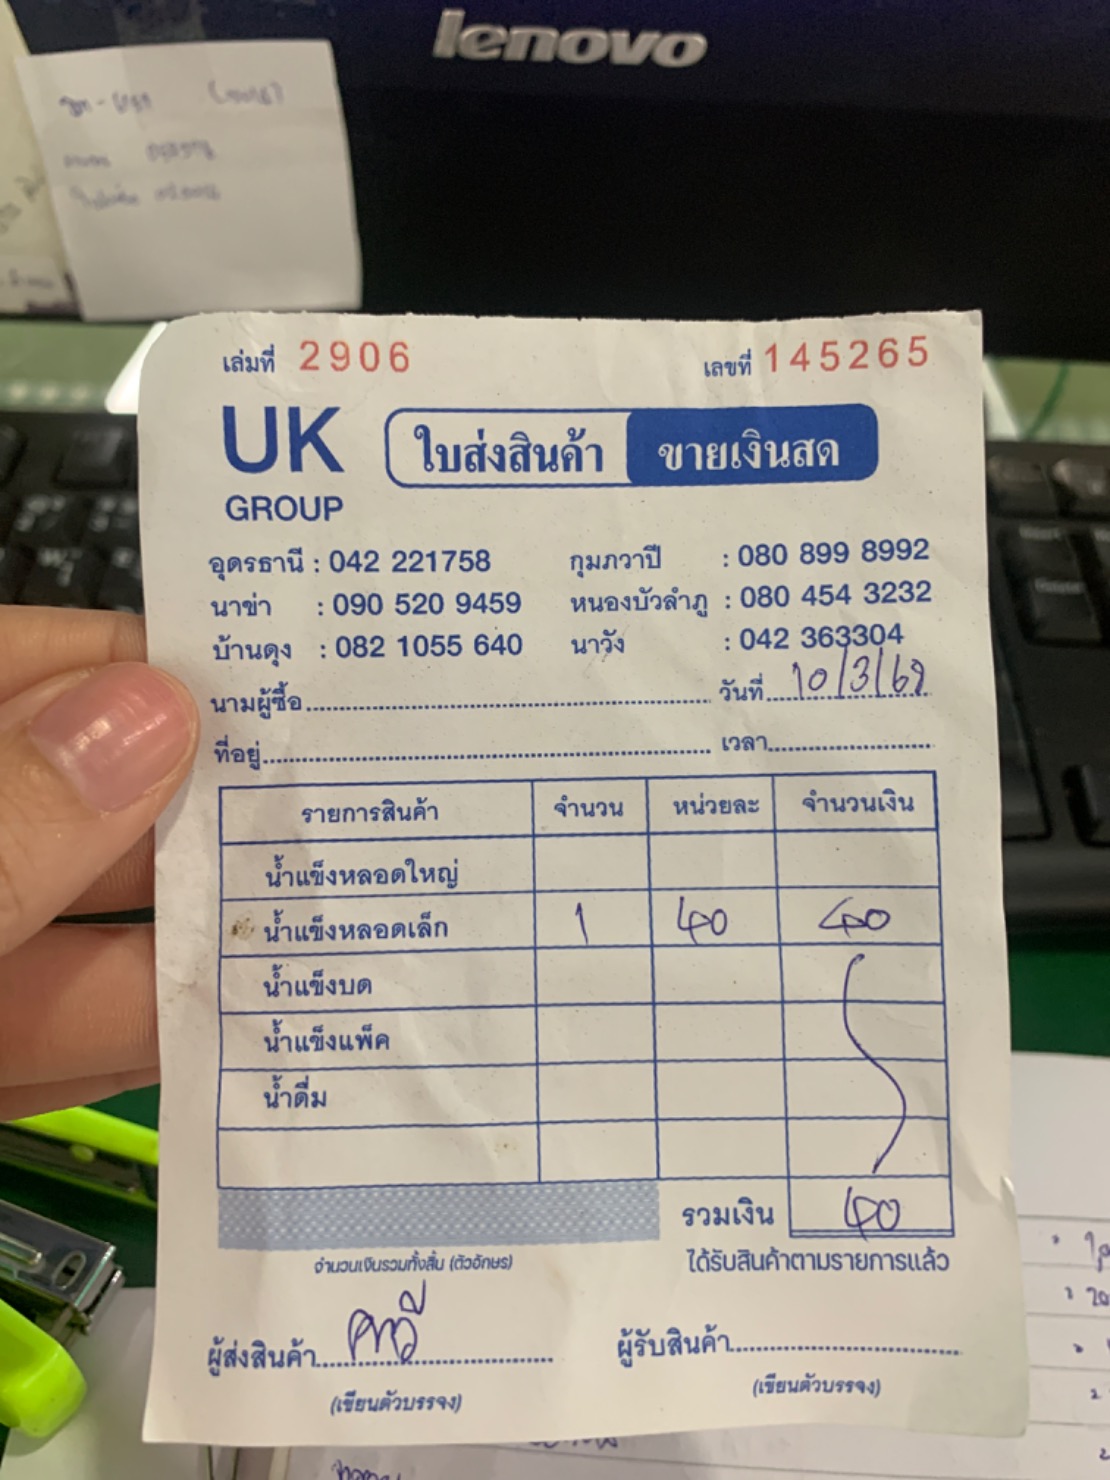 lenovo
เล่มที่ 2906 เลขที่ 145265
UK GROUP
ใบส่งสินค้า ขายเงินสด
อุดรธานี : 042 221758 กุมภวาปี : 080 899 8992
นาข่า : 090 520 9459 หนองบัวลำภู : 080 454 3232
บ้านดุง : 082 1055 640 นาวัง : 042 363304
นามผู้ซื้อ วันที่ 10/3/69
ที่อยู่ เวลา
รายการสินค้า จำนวน หน่วยละ จำนวนเงิน
น้ำแข็งหลอดใหญ่
น้ำแข็งหลอดเล็ก 1 40 40
น้ำแข็งบด
น้ำแข็งแพ็ค
น้ำดื่ม
รวมเงิน 40
จำนวนเงินรวมทั้งสิ้น (ตัวอักษร) ได้รับสินค้าตามรายการแล้ว
ผู้ส่งสินค้า ผู้รับสินค้า
(เขียนตัวบรรจง) (เขียนตัวบรรจง)